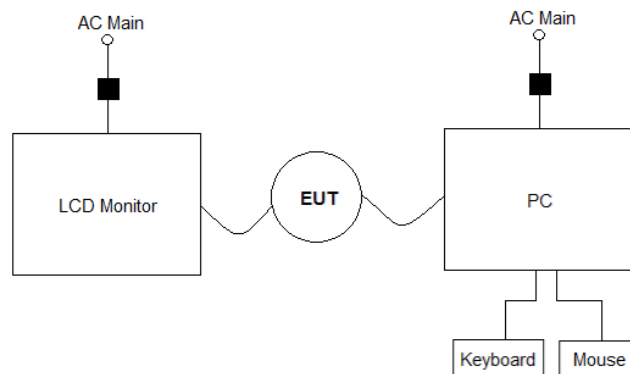 AC Main
AC Main
LCD Monitor
EUT
PC
Keyboard
Mouse